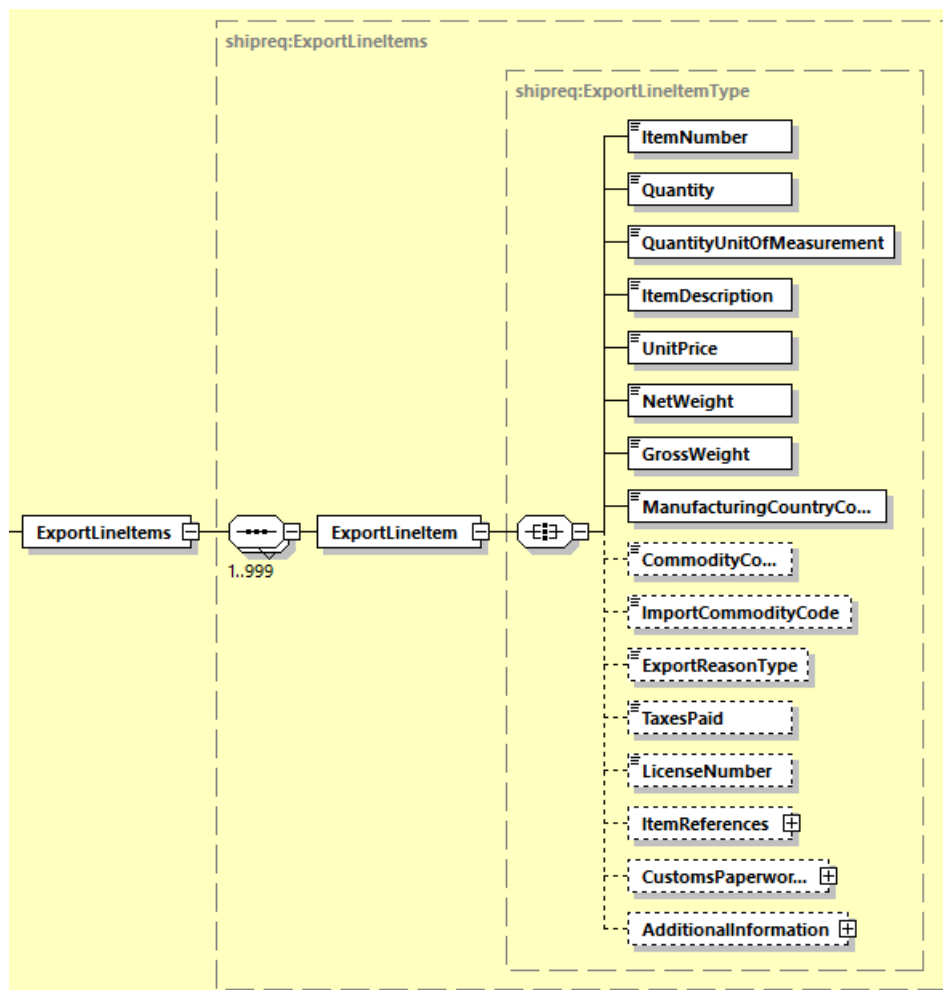 shipreq:ExportLineItems
shipreq:ExportLineItemType
ItemNumber
Quantity
QuantityUnitOfMeasurement
ItemDescription
UnitPrice
NetWeight
GrossWeight
ManufacturingCountryCo...
ExportLineItems
ExportLineItem
1..999
CommodityCo...
ImportCommodityCode
ExportReasonType
TaxesPaid
LicenseNumber
ItemReferences
CustomsPaperwor...
AdditionalInformation